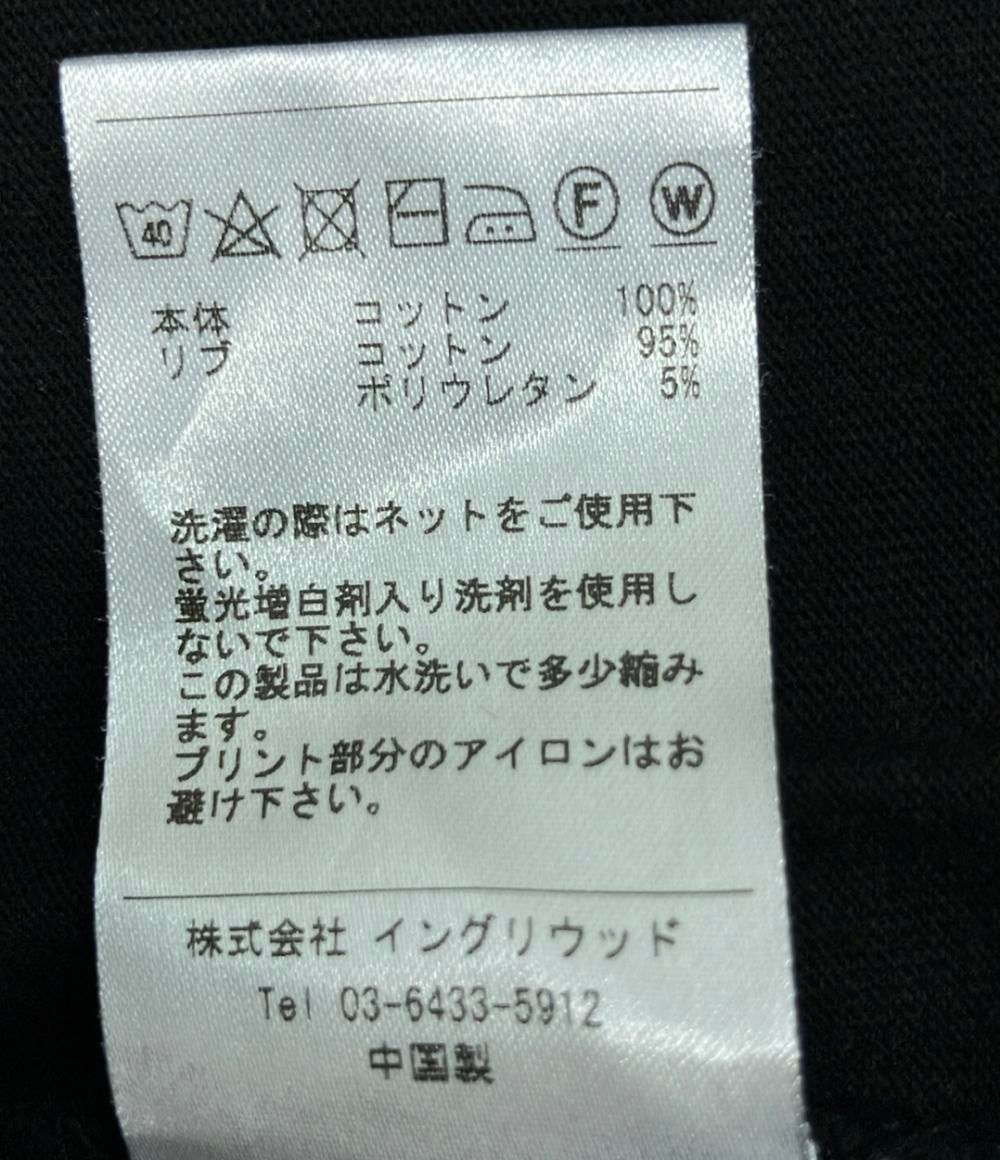 40 F W
本体 コットン 100%
リブ コットン 95%
ポリウレタン 5%
洗濯の際はネットをご使用下
さい。
蛍光増白剤入り洗剤を使用し
ないで下さい。
この製品は水洗いで多少縮み
ます。
プリント部分のアイロンはお
避け下さい。
株式会社 イングリウッド
Tel 03-6433-5912
中国製